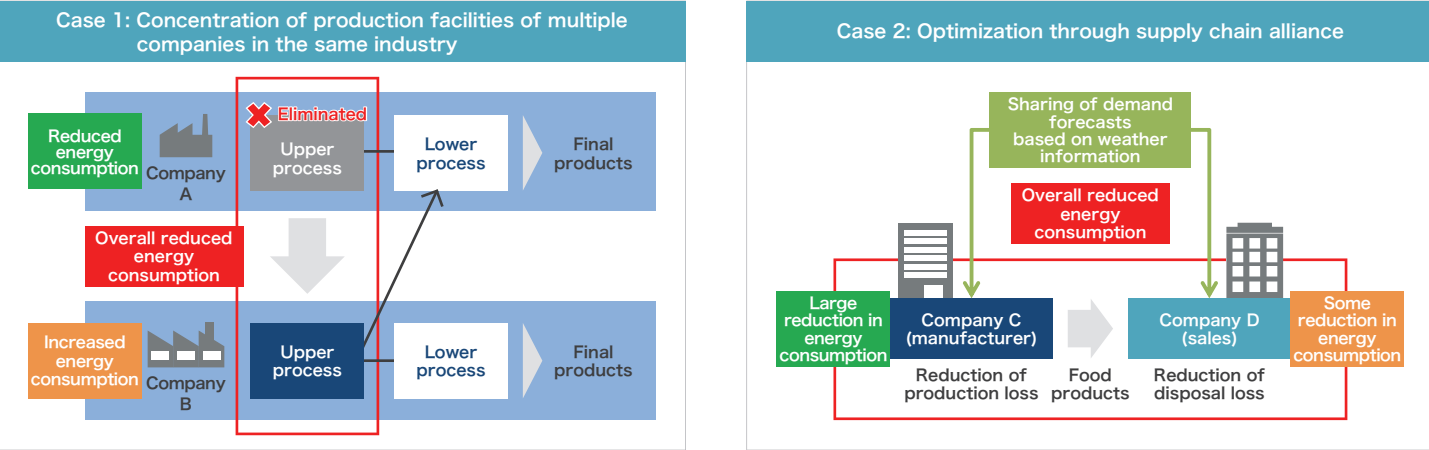 Case 1: Concentration of production facilities of multiple
companies in the same industry
Reduced
energy
consumption
Company
A
Eliminated
Upper
process
Lower
process
Final
products
Overall reduced
energy
consumption
Increased
energy
consumption
Company
B
Upper
process
Lower
process
Final
products
Case 2: Optimization through supply chain alliance
Sharing of demand
forecasts
based on weather
information
Overall reduced
energy
consumption
Large
reduction in
energy
consumption
Company C
(manufacturer)
Company D
(sales)
Some
reduction in
energy
consumption
Reduction of
production loss
Food
products
Reduction of
disposal loss